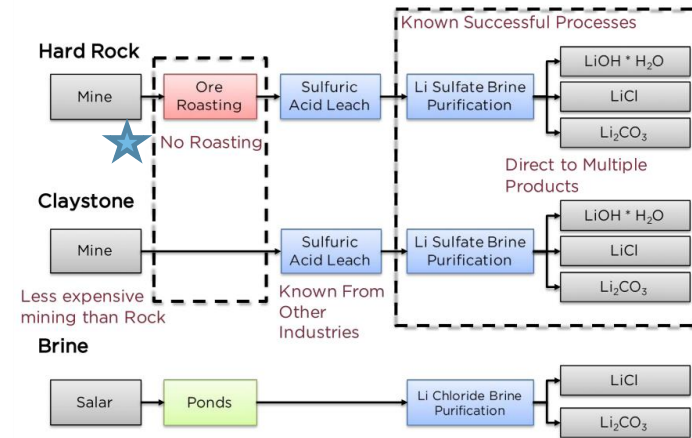 Known Successful Processes
Hard Rock
Mine
Ore
Roasting
Sulfuric
Acid Leach
Li Sulfate Brine
Purification
LiOH * H₂O
LiCl
Li₂CO₃
No Roasting
Direct to Multiple
Products
Claystone
Mine
Sulfuric
Acid Leach
Li Sulfate Brine
Purification
LiOH * H₂O
LiCl
Li₂CO₃
Less expensive
mining than Rock
Known From
Other
Industries
Brine
Salar
Ponds
Li Chloride Brine
Purification
LiCl
Li₂CO₃